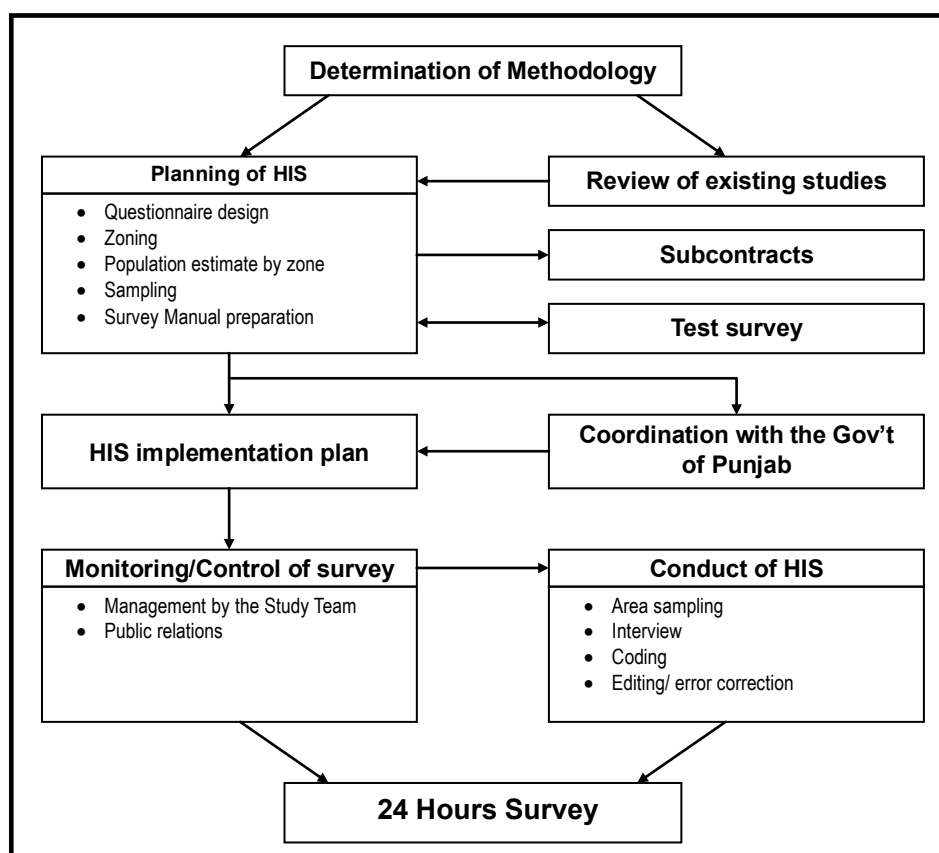 Determination of Methodology
Planning of HIS
• Questionnaire design
• Zoning
• Population estimate by zone
• Sampling
• Survey Manual preparation
Review of existing studies
Subcontracts
Test survey
HIS implementation plan
Coordination with the Gov’t
of Punjab
Monitoring/Control of survey
• Management by the Study Team
• Public relations
Conduct of HIS
• Area sampling
• Interview
• Coding
• Editing/ error correction
24 Hours Survey